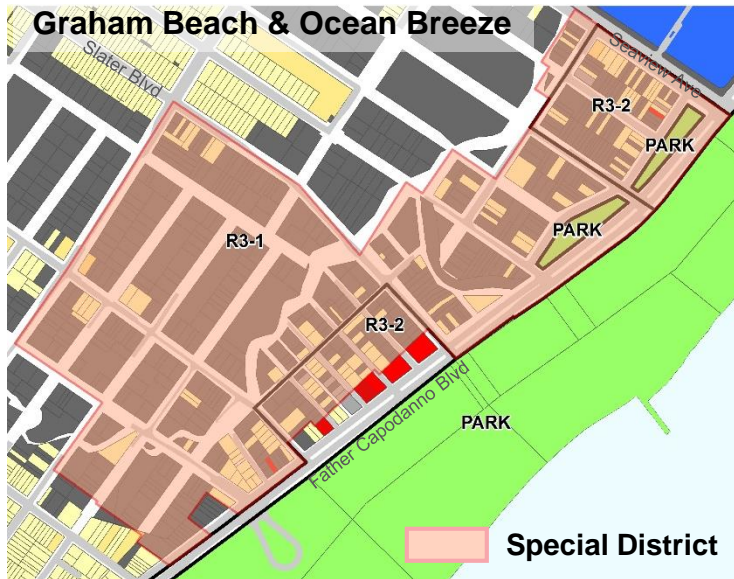 Graham Beach & Ocean Breeze
Slater Blvd
Seaview Ave
R3-2
PARK
PARK
R3-1
R3-2
Father Capodanno Blvd
PARK
Special District